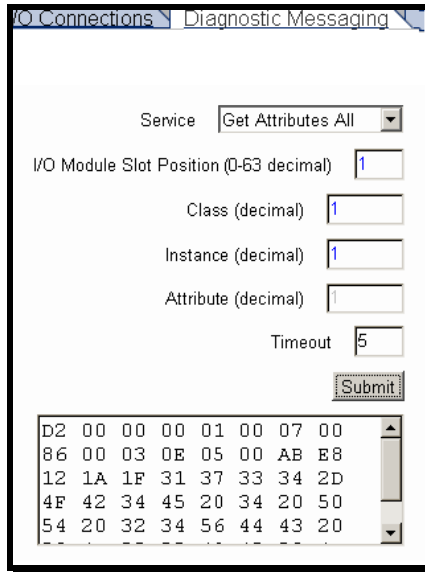 I/O Connections Diagnostic Messaging
Service Get Attributes All
I/O Module Slot Position (0-63 decimal) 1
Class (decimal) 1
Instance (decimal) 1
Attribute (decimal) 1
Timeout 5
Submit
D2 00 00 00 01 00 07 00
86 00 03 0E 05 00 AB E8
12 1A 1F 31 37 33 34 2D
4F 42 34 45 20 34 20 50
54 20 32 34 56 44 43 20